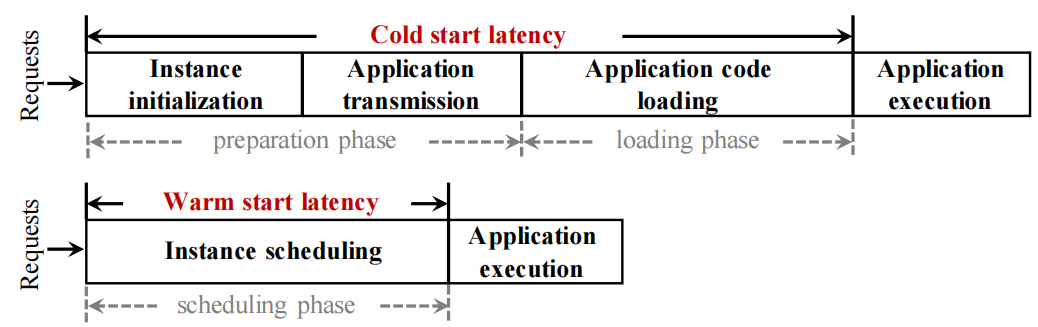 Cold start latency
Requests
Instance initialization
Application transmission
Application code loading
Application execution
preparation phase
loading phase
Warm start latency
Requests
Instance scheduling
Application execution
scheduling phase